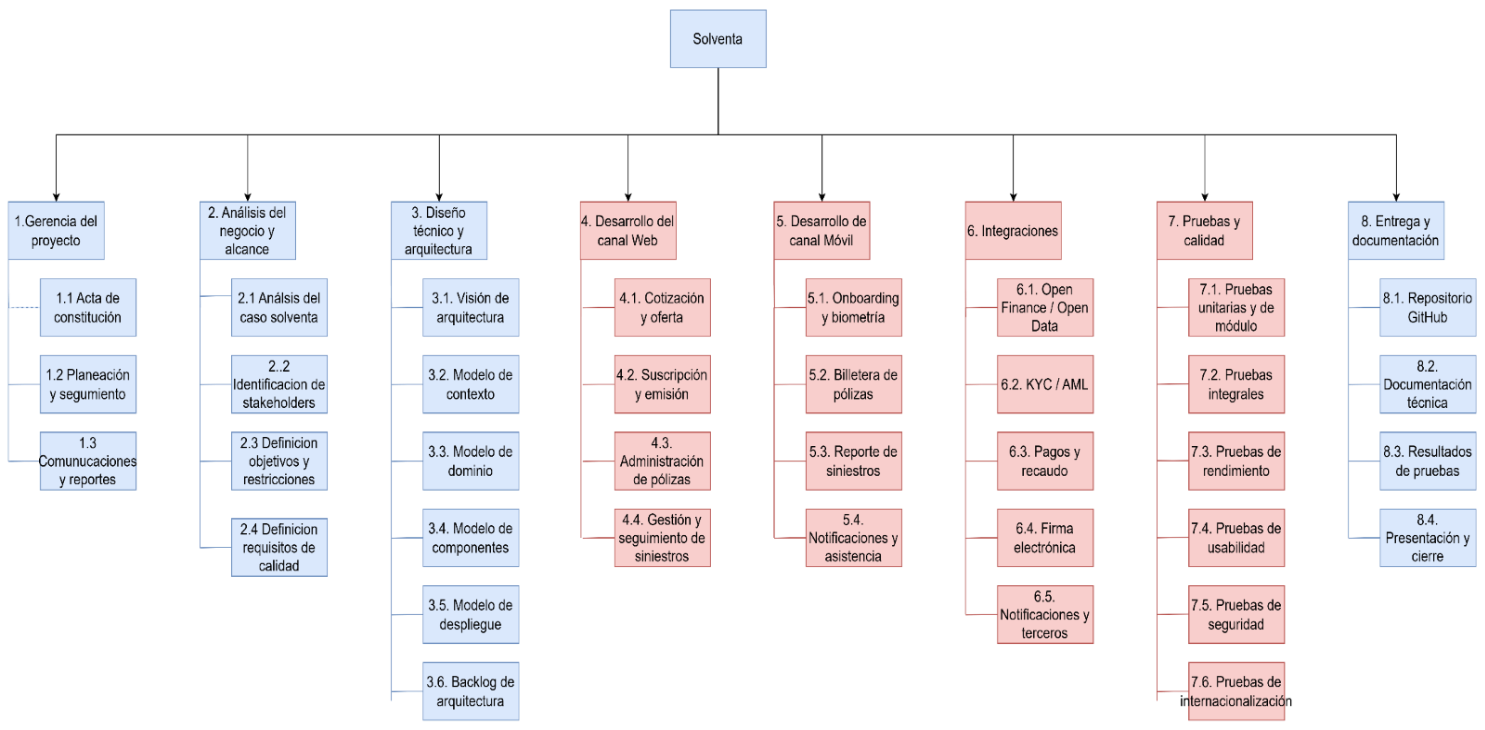 Solventa
1.Gerencia del
proyecto
1.1 Acta de
constitución
1.2 Planeación
y segumiento
1.3
Comunucaciones
y reportes
2. Análisis del
negocio y
alcance
2.1 Análsis del
caso solventa
2..2
Identificacion de
stakeholders
2.3 Definicion
objetivos y
restricciones
2.4 Definicion
requisitos de
calidad
3. Diseño
técnico y
arquitectura
3.1. Visión de
arquitectura
3.2. Modelo de
contexto
3.3. Modelo de
dominio
3.4. Modelo de
componentes
3.5. Modelo de
despliegue
3.6. Backlog de
arquitectura
4. Desarrollo del
canal Web
4.1. Cotización
y oferta
4.2. Suscripción
y emisión
4.3.
Administración
de pólizas
4.4. Gestión y
seguimiento de
siniestros
5. Desarrollo de
canal Móvil
5.1. Onboarding
y biometría
5.2. Billetera de
pólizas
5.3. Reporte de
siniestros
5.4.
Notificaciones y
asistencia
6. Integraciones
6.1. Open
Finance / Open
Data
6.2. KYC / AML
6.3. Pagos y
recaudo
6.4. Firma
electrónica
6.5.
Notificaciones y
terceros
7. Pruebas y
calidad
7.1. Pruebas
unitarias y de
módulo
7.2. Pruebas
integrales
7.3. Pruebas de
rendimiento
7.4. Pruebas de
usabilidad
7.5. Pruebas de
seguridad
7.6. Pruebas de
internacionalización
8. Entrega y
documentación
8.1. Repositorio
GitHub
8.2.
Documentación
técnica
8.3. Resultados
de pruebas
8.4.
Presentación y
cierre